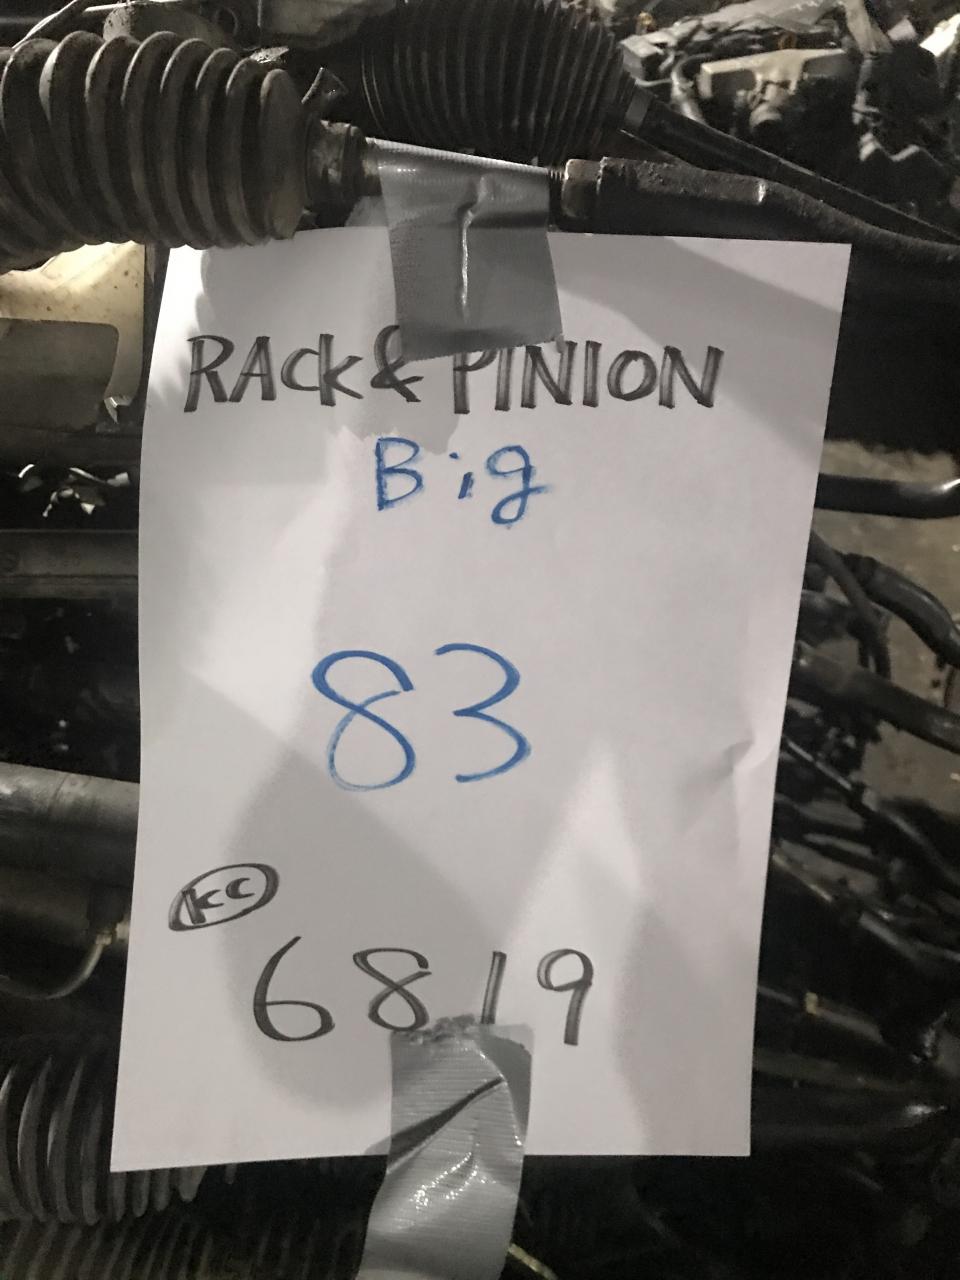 RACK & PINION
Big
83
KC
6819